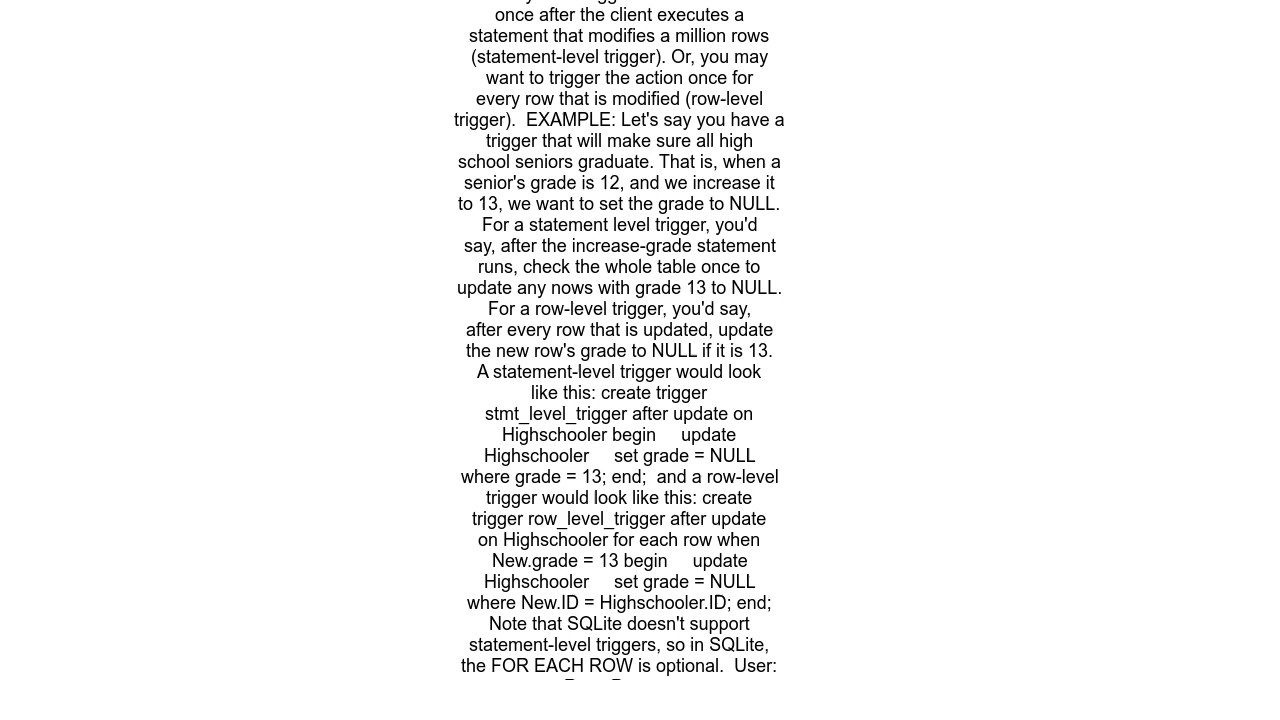 once after the client executes a
statement that modifies a million rows
(statement-level trigger). Or, you may
want to trigger the action once for
every row that is modified (row-level
trigger).  EXAMPLE: Let's say you have a
trigger that will make sure all high
school seniors graduate. That is, when a
senior's grade is 12, and we increase it
to 13, we want to set the grade to NULL.
For a statement level trigger, you'd
say, after the increase-grade statement
runs, check the whole table once to
update any nows with grade 13 to NULL.
For a row-level trigger, you'd say,
after every row that is updated, update
the new row's grade to NULL if it is 13.
A statement-level trigger would look
like this: create trigger
stmt_level_trigger after update on
Highschooler begin     update
Highschooler     set grade = NULL
where grade = 13; end;  and a row-level
trigger would look like this: create
trigger row_level_trigger after update
on Highschooler for each row when
New.grade = 13 begin     update
Highschooler     set grade = NULL
where New.ID = Highschooler.ID; end;
Note that SQLite doesn't support
statement-level triggers, so in SQLite,
the FOR EACH ROW is optional.  User: